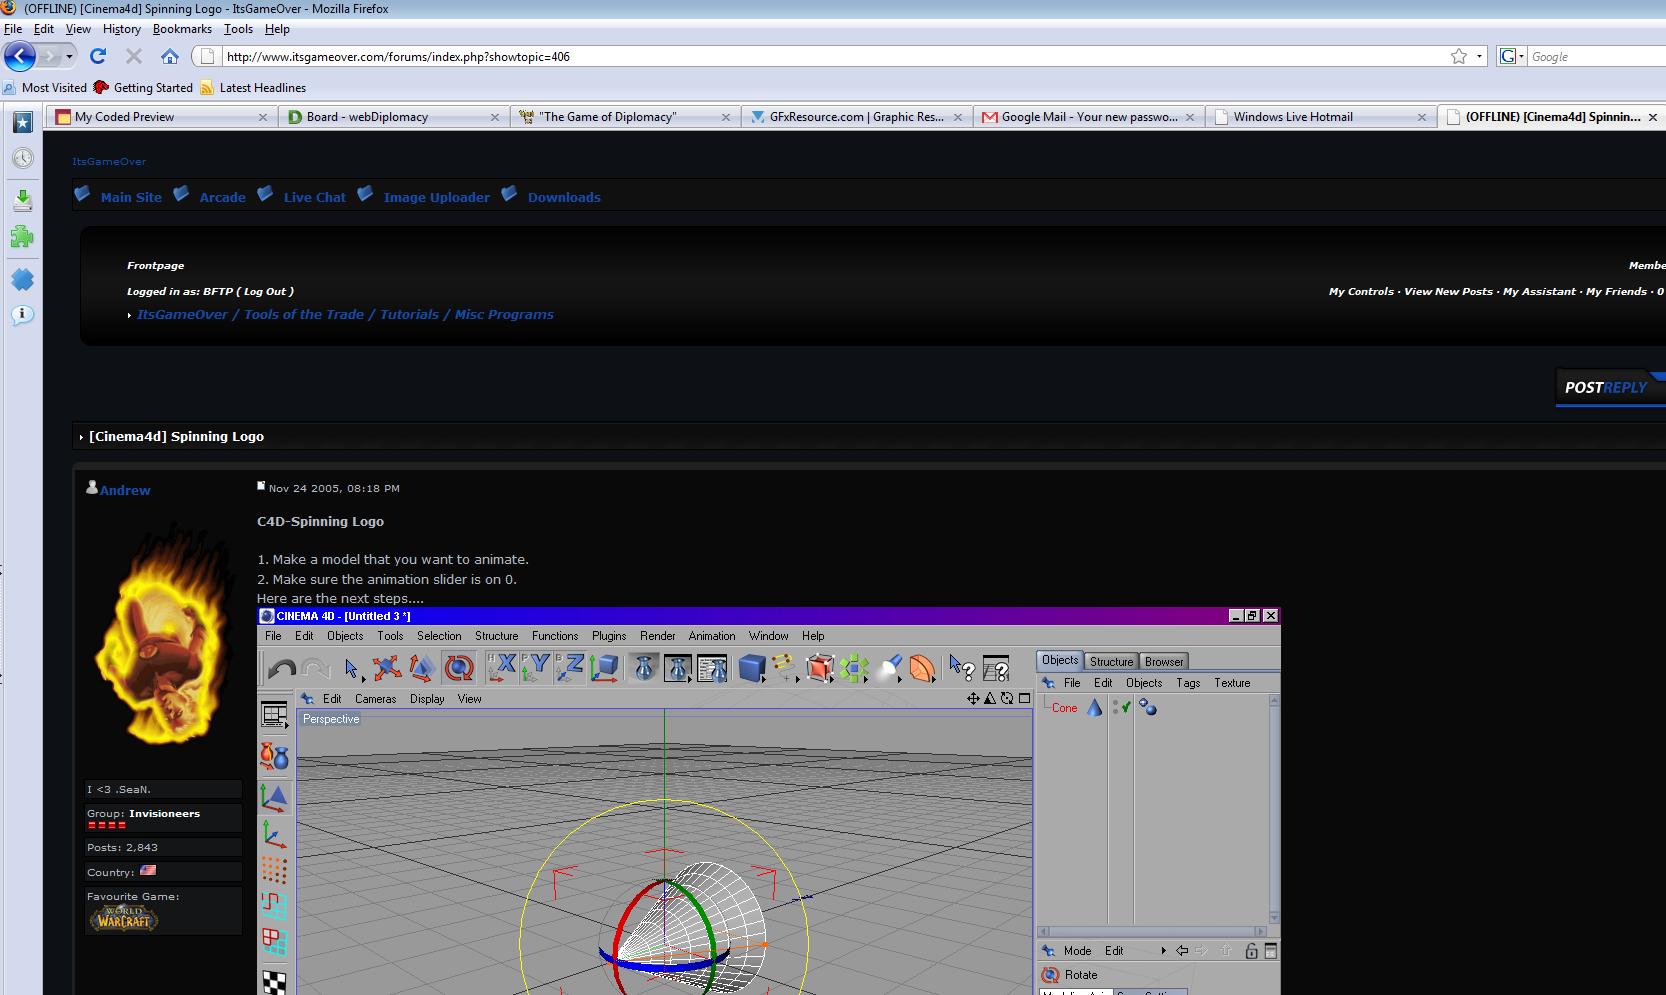 (OFFLINE) [Cinema4d] Spinning Logo - ItsGameOver - Mozilla Firefox
File Edit View History Bookmarks Tools Help
http://www.itsgameover.com/forums/index.php?showtopic=406
G Google
Most Visited Getting Started Latest Headlines
My Coded Preview Board - webDiplomacy "The Game of Diplomacy" GFxResource.com | Graphic Res... Google Mail - Your new passwo... Windows Live Hotmail (OFFLINE) [Cinema4d] Spinnin...
ItsGameOver
Main Site Arcade Live Chat Image Uploader Downloads
Frontpage Membe
Logged in as: BFTP ( Log Out ) My Controls · View New Posts · My Assistant · My Friends · 0
ItsGameOver / Tools of the Trade / Tutorials / Misc Programs
POSTREPLY
[Cinema4d] Spinning Logo
Andrew
Nov 24 2005, 08:18 PM
C4D-Spinning Logo
1. Make a model that you want to animate.
2. Make sure the animation slider is on 0.
Here are the next steps....
CINEMA 4D - [Untitled 3 *]
File Edit Objects Tools Selection Structure Functions Plugins Render Animation Window Help
X Y Z
Objects Structure Browser
File Edit Objects Tags Texture
Edit Cameras Display View
Cone
Perspective
I <3 .SeaN.
Group: Invisioneers
Posts: 2,843
Country:
Favourite Game:
WORLD
WARCRAFT
Mode Edit
Rotate